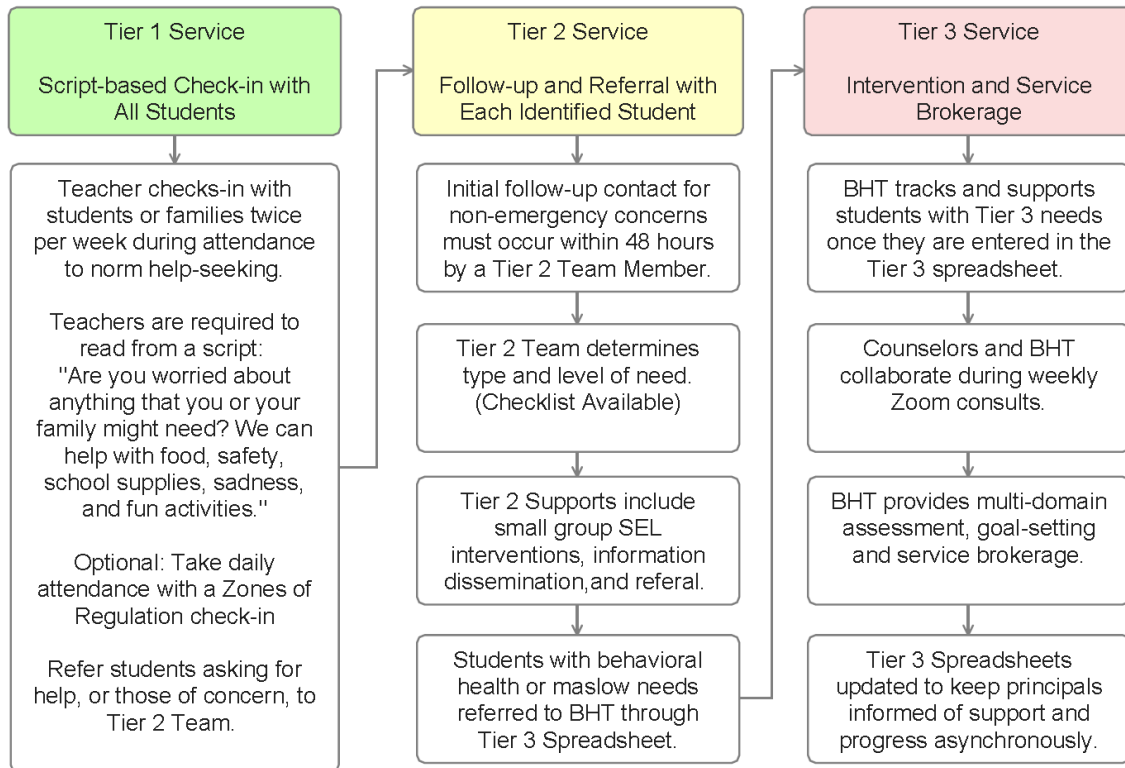 Tier 1 Service
Script-based Check-in with
All Students
Teacher checks-in with
students or families twice
per week during attendance
to norm help-seeking.
Teachers are required to
read from a script:
"Are you worried about
anything that you or your
family might need? We can
help with food, safety,
school supplies, sadness,
and fun activities."
Optional: Take daily
attendance with a Zones of
Regulation check-in
Refer students asking for
help, or those of concern, to
Tier 2 Team.
Tier 2 Service
Follow-up and Referral with
Each Identified Student
Initial follow-up contact for
non-emergency concerns
must occur within 48 hours
by a Tier 2 Team Member.
Tier 2 Team determines
type and level of need.
(Checklist Available)
Tier 2 Supports include
small group SEL
interventions, information
dissemination,and referal.
Students with behavioral
health or maslow needs
referred to BHT through
Tier 3 Spreadsheet.
Tier 3 Service
Intervention and Service
Brokerage
BHT tracks and supports
students with Tier 3 needs
once they are entered in the
Tier 3 spreadsheet.
Counselors and BHT
collaborate during weekly
Zoom consults.
BHT provides multi-domain
assessment, goal-setting
and service brokerage.
Tier 3 Spreadsheets
updated to keep principals
informed of support and
progress asynchronously.